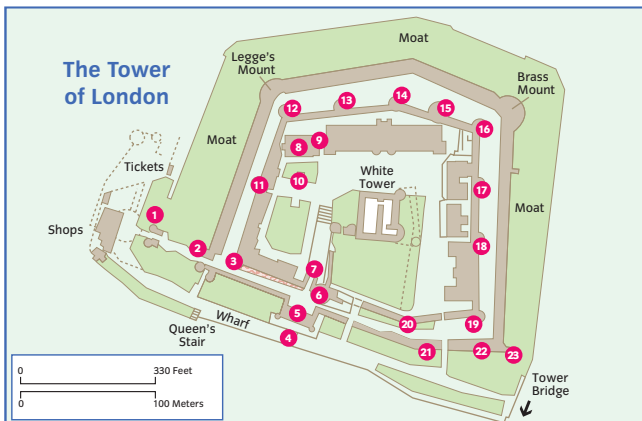 The Tower
of London
Moat
Legge's
Mount
Brass
Mount
12
13
14
15
16
Moat
8
9
Tickets
White
Tower
10
11
17
1
Moat
Shops
2
3
18
7
6
5
Wharf
4
Queen's
Stair
20
19
21
22
23
0
330 Feet
0
100 Meters
Tower
Bridge